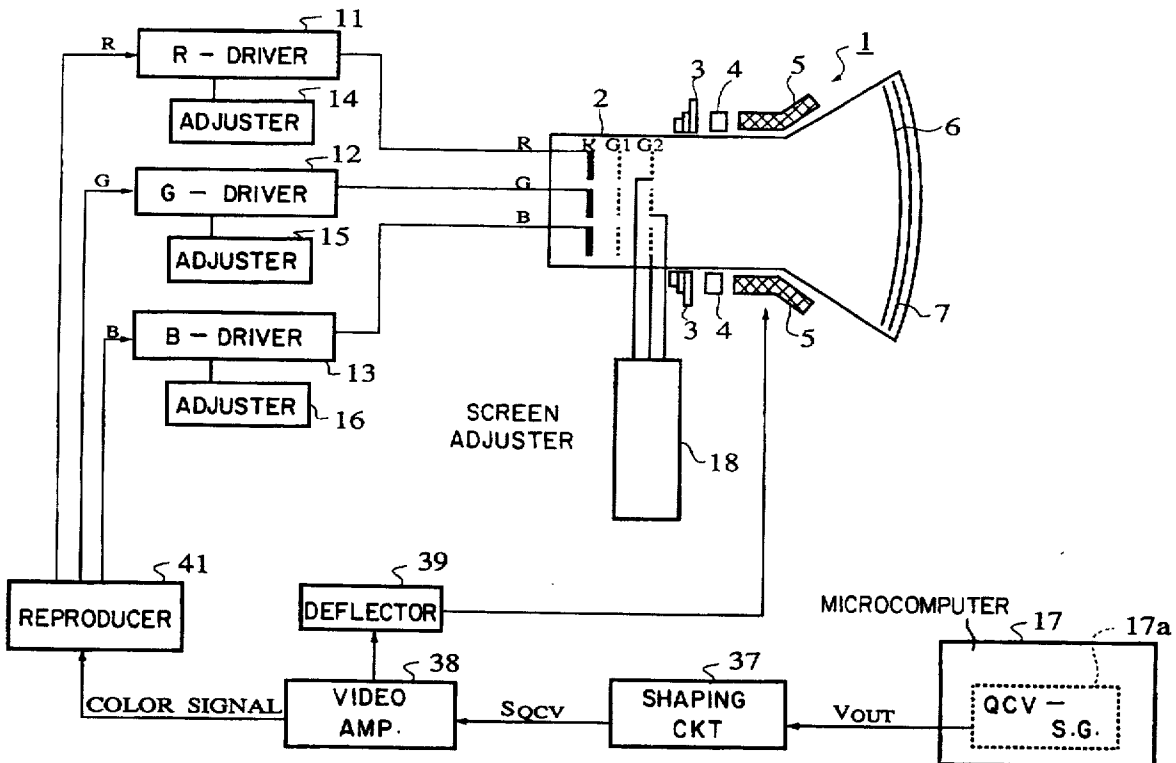 11
R
R - DRIVER
14
ADJUSTER
12
G
G - DRIVER
15
ADJUSTER
B
B - DRIVER
13
ADJUSTER
16
1
2
3
4
5
R
G
B
G1
G2
6
7
3
4
5
SCREEN
ADJUSTER
18
41
REPRODUCER
39
DEFLECTOR
38
VIDEO
AMP.
COLOR SIGNAL
SQCV
37
SHAPING
CKT
VOUT
MICROCOMPUTER
17
17a
QCV -
S.G.